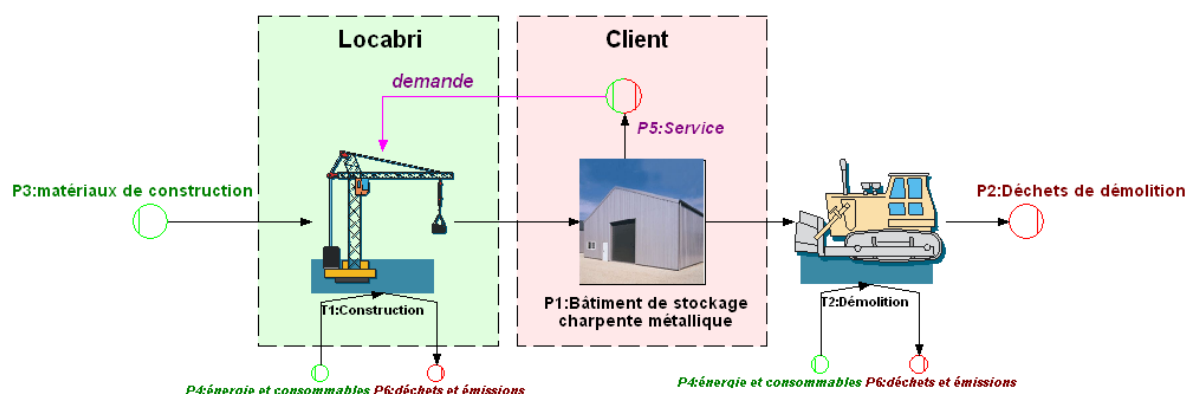 Locabri
Client
demande
P5:Service
P3:matériaux de construction
P2:Déchets de démolition
P1:Bâtiment de stockage
charpente métallique
T1:Construction
T2:Démolition
P4:énergie et consommables
P6:déchets et émissions
P4:énergie et consommables
P6:déchets et émissions